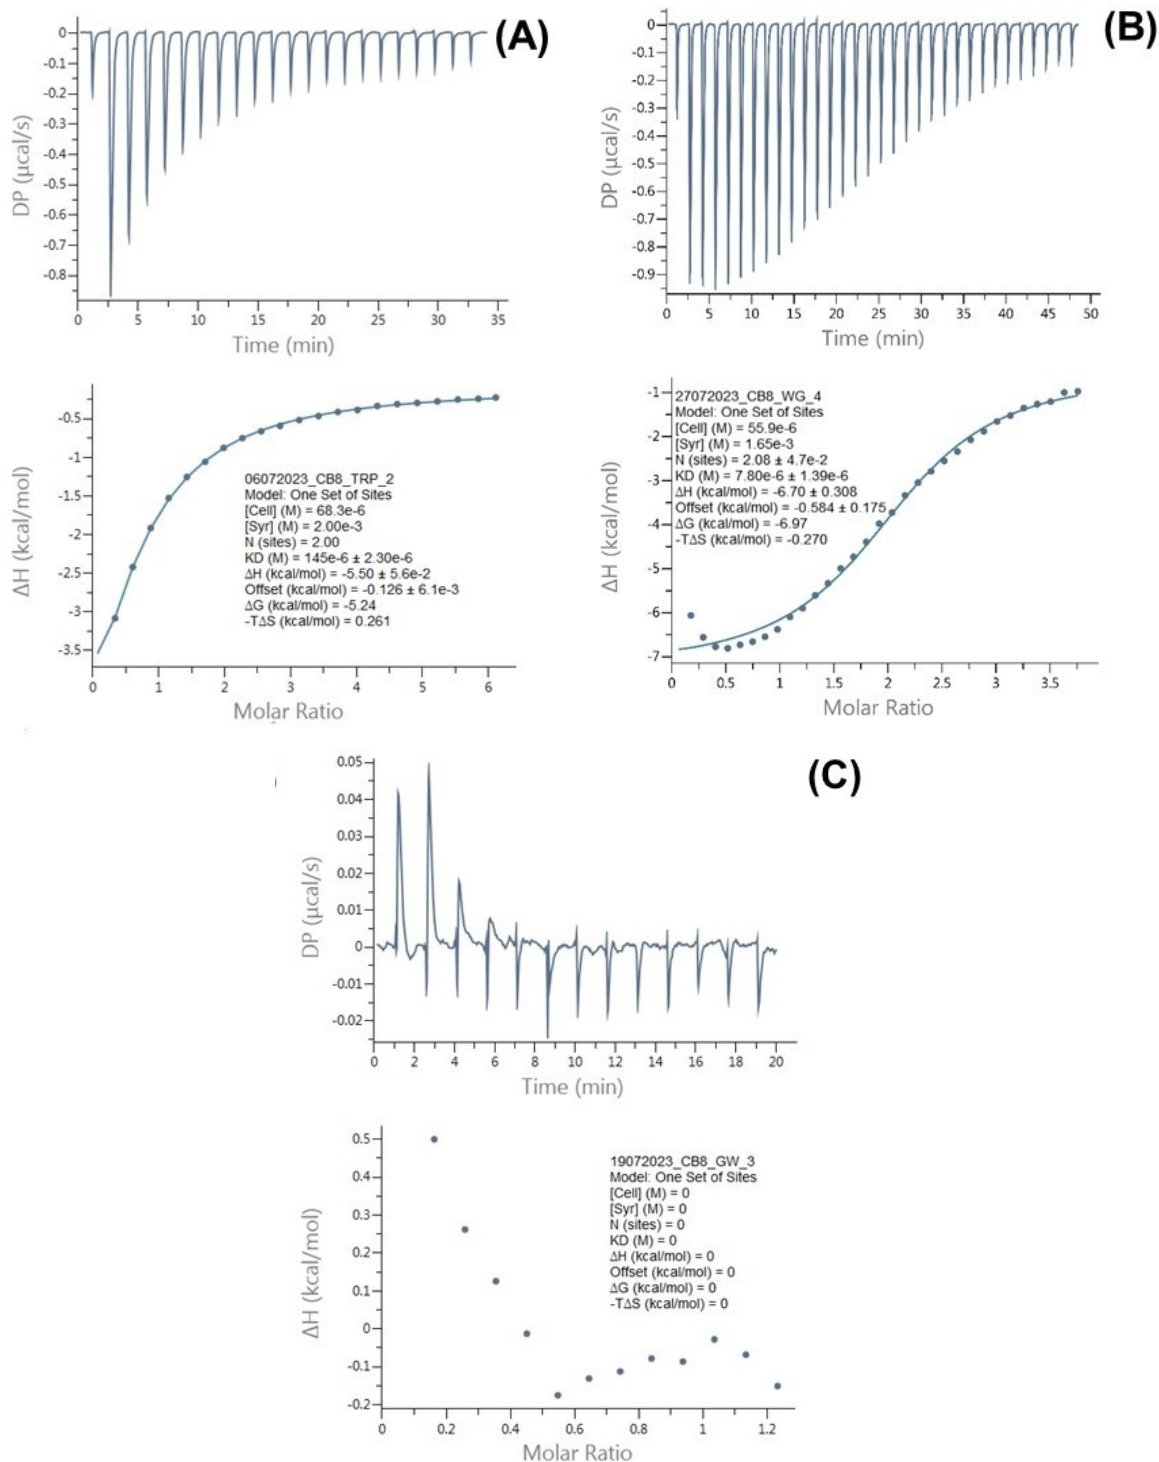 (A)
0
-0.1
-0.2
-0.3
-0.4
-0.5
-0.6
-0.7
-0.8
DP (µcal/s)
0 5 10 15 20 25 30 35
Time (min)
(B)
0
-0.1
-0.2
-0.3
-0.4
-0.5
-0.6
-0.7
-0.8
-0.9
DP (µcal/s)
0 5 10 15 20 25 30 35 40 45 50
Time (min)
-0.5
-1
-1.5
-2
-2.5
-3
-3.5
ΔH (kcal/mol)
06072023_CB8_TRP_2
Model: One Set of Sites
[Cell] (M) = 68.3e-6
[Syr] (M) = 2.00e-3
N (sites) = 2.00
KD (M) = 145e-6 ± 2.30e-6
ΔH (kcal/mol) = -5.50 ± 5.6e-2
Offset (kcal/mol) = -0.126 ± 6.1e-3
ΔG (kcal/mol) = -5.24
-TΔS (kcal/mol) = 0.261
0 1 2 3 4 5 6
Molar Ratio
-1
-2
-3
-4
-5
-6
-7
ΔH (kcal/mol)
27072023_CB8_WG_4
Model: One Set of Sites
[Cell] (M) = 55.9e-6
[Syr] (M) = 1.65e-3
N (sites) = 2.08 ± 4.7e-2
KD (M) = 7.80e-6 ± 1.39e-6
ΔH (kcal/mol) = -6.70 ± 0.308
Offset (kcal/mol) = -0.584 ± 0.175
ΔG (kcal/mol) = -6.97
-TΔS (kcal/mol) = -0.270
0 0.5 1 1.5 2 2.5 3 3.5
Molar Ratio
(C)
0.05
0.04
0.03
0.02
0.01
0
-0.01
-0.02
DP (µcal/s)
0 2 4 6 8 10 12 14 16 18 20
Time (min)
0.5
0.4
0.3
0.2
0.1
0
-0.1
-0.2
ΔH (kcal/mol)
19072023_CB8_GW_3
Model: One Set of Sites
[Cell] (M) = 0
[Syr] (M) = 0
N (sites) = 0
KD (M) = 0
ΔH (kcal/mol) = 0
Offset (kcal/mol) = 0
ΔG (kcal/mol) = 0
-TΔS (kcal/mol) = 0
0 0.2 0.4 0.6 0.8 1 1.2
Molar Ratio